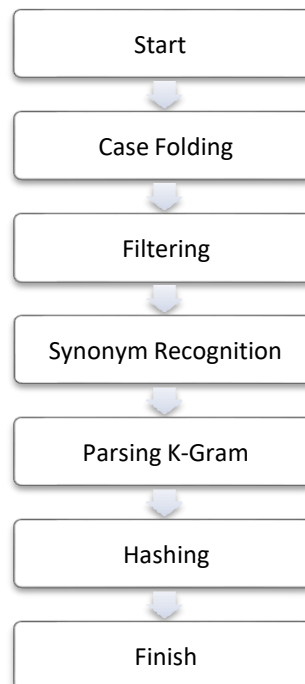 Start
Case Folding
Filtering
Synonym Recognition
Parsing K-Gram
Hashing
Finish